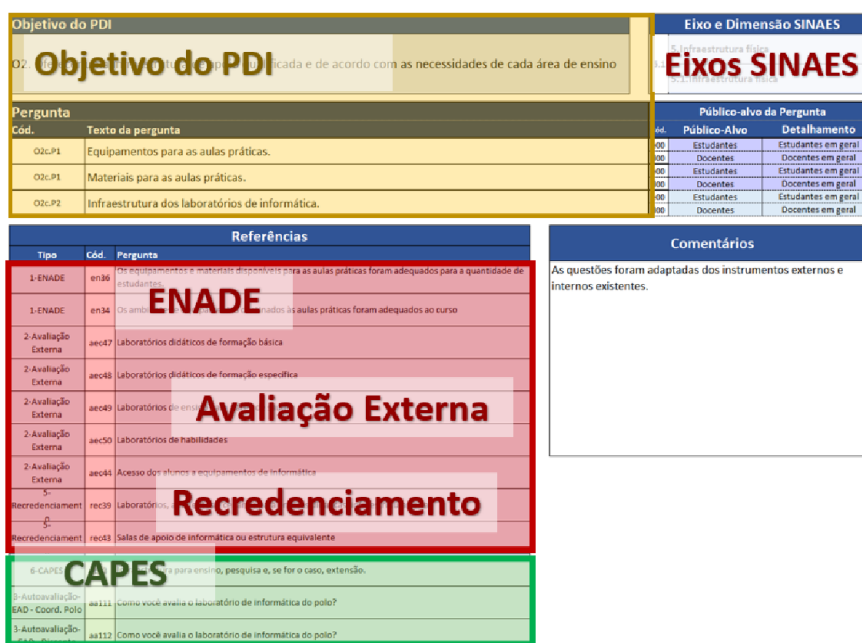 Objetivo do PDI
Eixo e Dimensão SINAES
Objetivo do PDI
O2. com as necessidades de cada área de ensino
5.Infraestrutura física
Eixos SINAES
Pergunta
Público-alvo da Pergunta
Cód. Texto da pergunta
Público-Alvo Detalhamento
O2c.P1 Equipamentos para as aulas práticas.
Estudantes Estudantes em geral
Docentes Docentes em geral
O2c.P1 Materiais para as aulas práticas.
Estudantes Estudantes em geral
Docentes Docentes em geral
O2c.P2 Infraestrutura dos laboratórios de informática.
Estudantes Estudantes em geral
Docentes Docentes em geral
Referências
Comentários
Tipo Cód. Pergunta
As questões foram adaptadas dos instrumentos externos e
internos existentes.
1-ENADE en36 Os equipamentos e materiais disponíveis para as aulas práticas foram adequados para a quantidade de
estudantes.
ENADE
1-ENADE en34 Os às aulas práticas foram adequados ao curso
2-Avaliação
Externa
aec47 Laboratórios didáticos de formação básica
2-Avaliação
Externa
aec48 Laboratórios didáticos de formação específica
2-Avaliação
Externa
aec49 Laboratórios de
Avaliação Externa
2-Avaliação
Externa
aec50 Laboratórios de habilidades
2-Avaliação
Externa
aec44 Acesso dos alunos a equipamentos de informática
5-
Recredenciament
o
rec39 Laboratórios,
Recredenciamento
5-
Recredenciament
rec43 Salas de apoio de informática ou estrutura equivalente
CAPES
6-CAPES para ensino, pesquisa e, se for o caso, extensão.
3-Autoavaliação-
EAD - Coord. Polo
aa111 Como você avalia o laboratório de informática do polo?
3-Autoavaliação-
aa112 Como você avalia o laboratório de informática do polo?